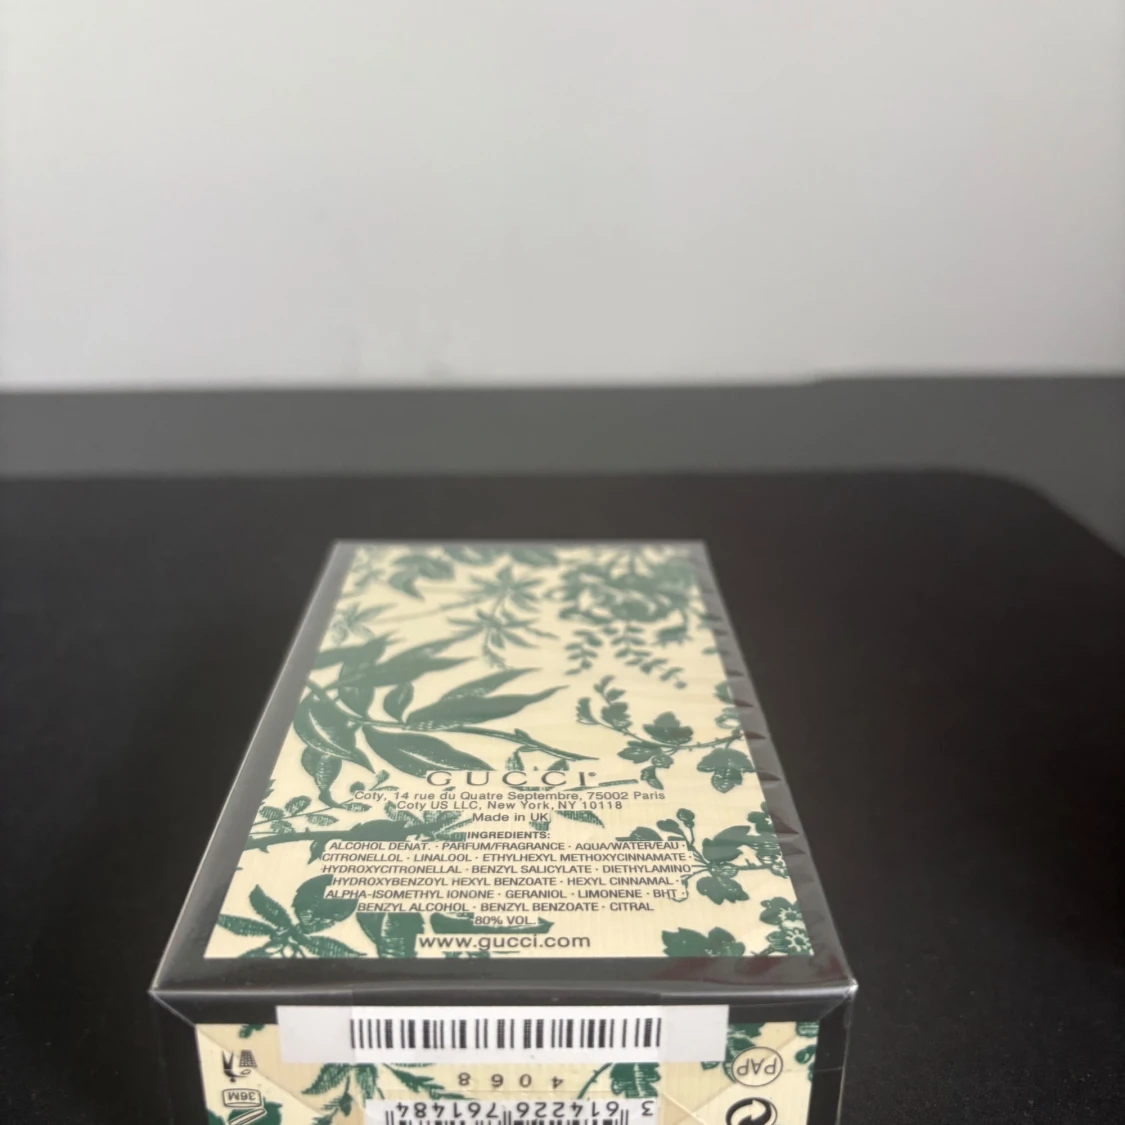 GUCCI
Coty, 14 rue du Quatre Septembre, 75002 Paris
Coty US LLC, New York, NY 10118
Made in UK
INGREDIENTS:
ALCOHOL DENAT. · PARFUM/FRAGRANCE · AQUA/WATER/EAU ·
CITRONELLOL · LINALOOL · ETHYLHEXYL METHOXYCINNAMATE ·
HYDROXYCITRONELLAL · BENZYL SALICYLATE · DIETHYLAMINO
HYDROXYBENZOYL HEXYL BENZOATE · HEXYL CINNAMAL ·
ALPHA-ISOMETHYL IONONE · GERANIOL · LIMONENE · BHT ·
BENZYL ALCOHOL · BENZYL BENZOATE · CITRAL
80% VOL.
www.gucci.com
PAP
4068
36M
3 614226 761484